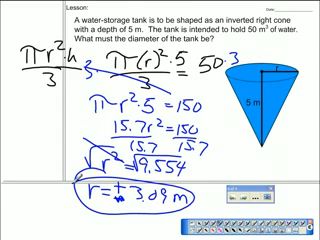 Lesson:
Date:
A water-storage tank is to be shaped as an inverted right cone
with a depth of 5 m. The tank is intended to hold 50 m³ of water.
What must the diameter of the tank be?
πr²·h / 3
π(r)²·5 / 3 = 50·3
3·
πr²·5 = 150
15.7r² = 150
15.7 15.7
√r² = √9.554
r = ± 3.09 m
r
5 m